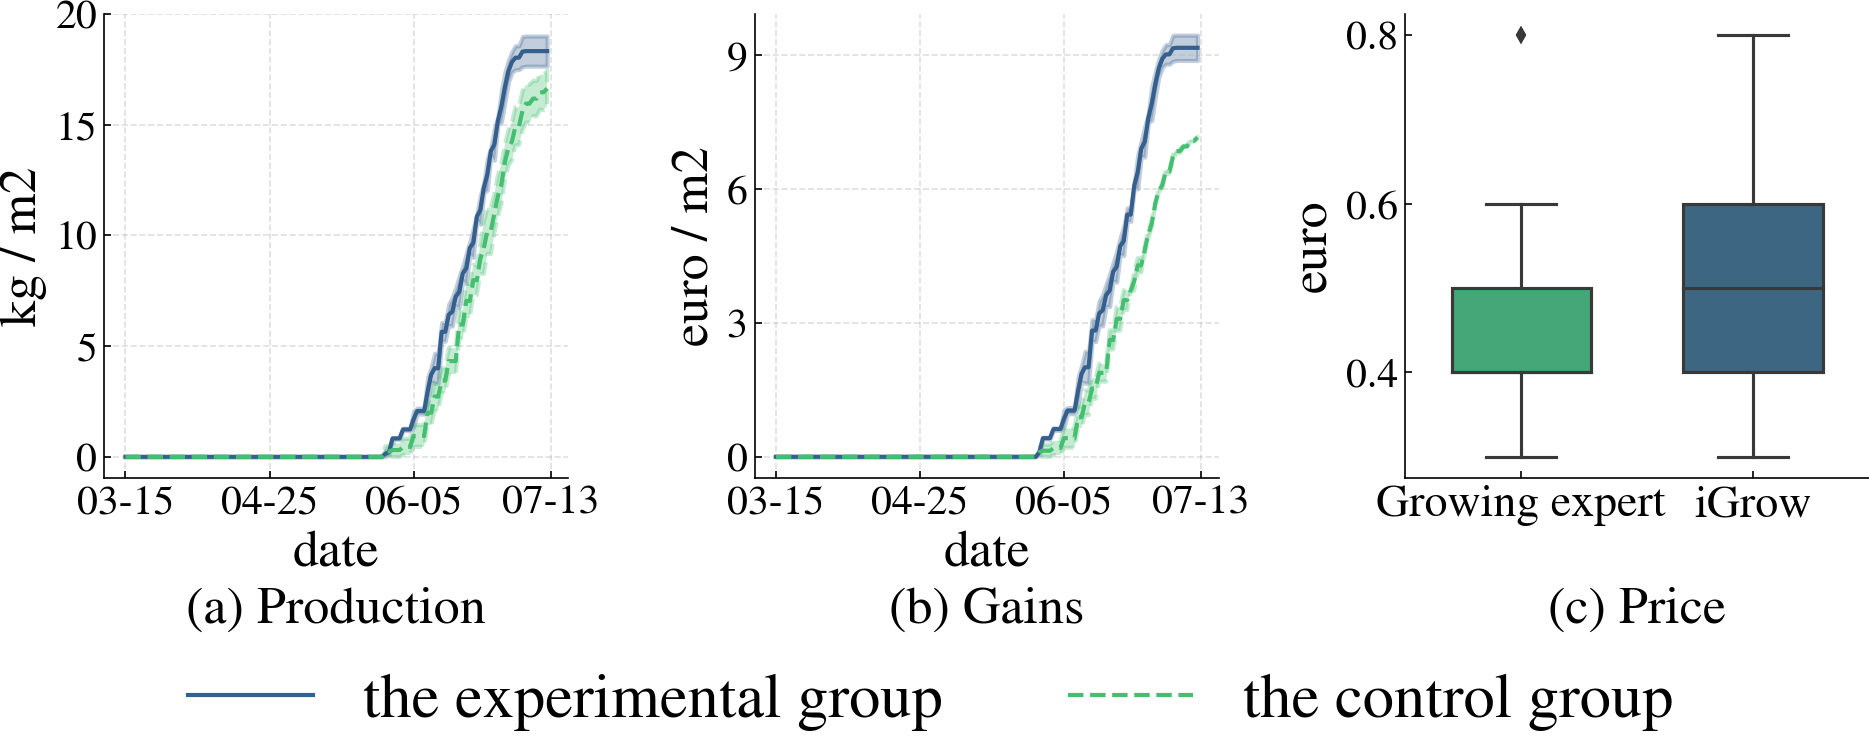 20
15
10
5
0
kg / m2
03-15 04-25 06-05 07-13
date
(a) Production
9
6
3
0
euro / m2
03-15 04-25 06-05 07-13
date
(b) Gains
0.8
0.6
0.4
euro
Growing expert iGrow
(c) Price
the experimental group the control group